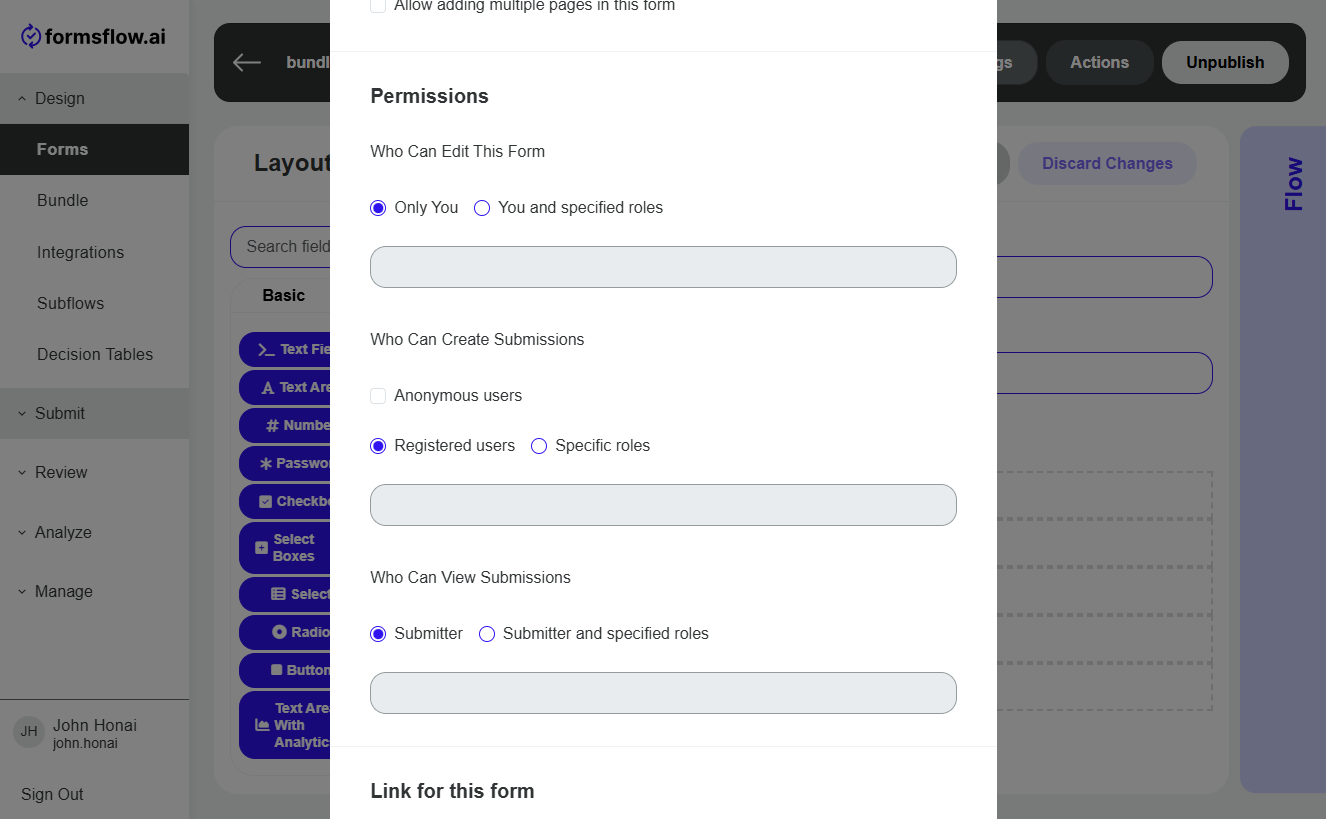 formsflow.ai
Design
Forms
Bundle
Integrations
Subflows
Decision Tables
Submit
Review
Analyze
Manage
JH
John Honai
john.honai
Sign Out
bundl
gs
Actions
Unpublish
Layout
Discard Changes
Flow
Search field
Basic
Text Fie
Text Are
Numbe
Passwo
Checkbo
Select
Boxes
Select
Radio
Button
Text Area
With
Analytics
Allow adding multiple pages in this form
Permissions
Who Can Edit This Form
Only You
You and specified roles
Who Can Create Submissions
Anonymous users
Registered users
Specific roles
Who Can View Submissions
Submitter
Submitter and specified roles
Link for this form